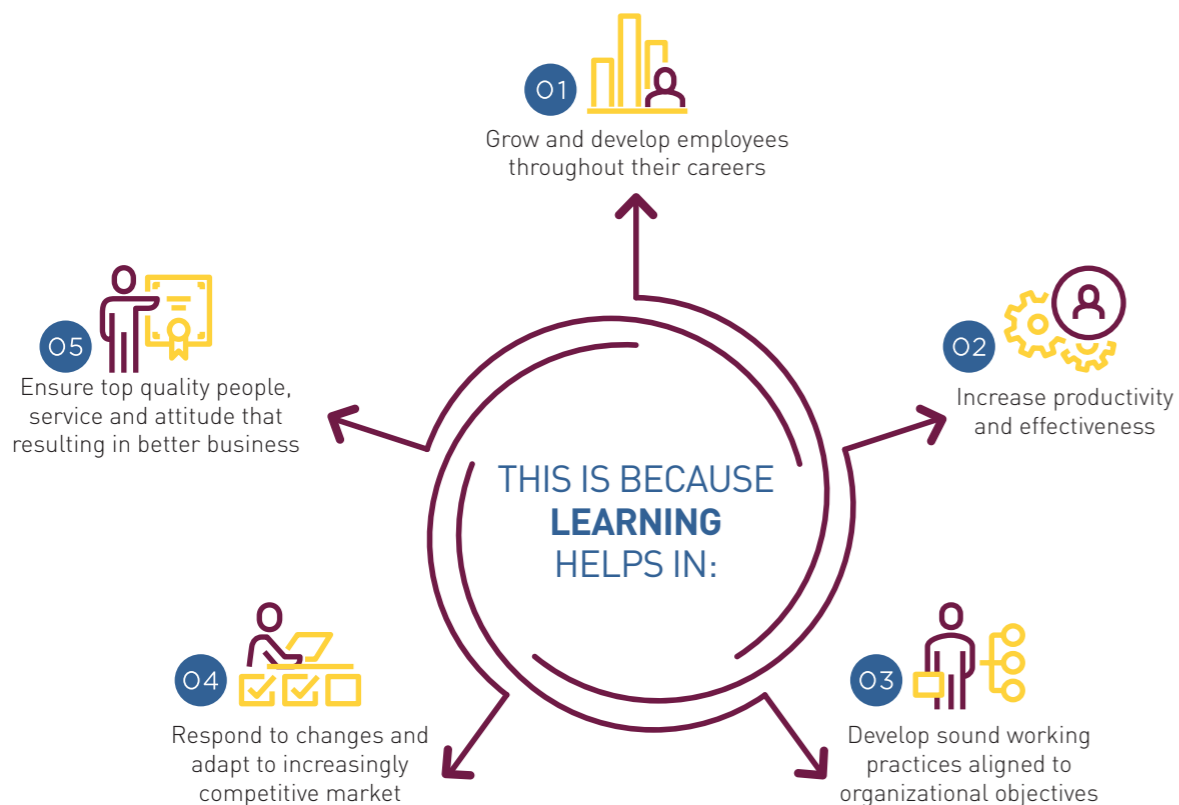 01
Grow and develop employees
throughout their careers
02
Increase productivity
and effectiveness
03
Develop sound working
practices aligned to
organizational objectives
04
Respond to changes and
adapt to increasingly
competitive market
05
Ensure top quality people,
service and attitude that
resulting in better business
THIS IS BECAUSE
LEARNING
HELPS IN: